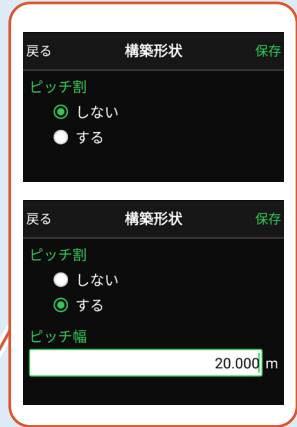 戻る 構築形状 保存
ピッチ割
しない
する
戻る 構築形状 保存
ピッチ割
しない
する
ピッチ幅
20.000 m